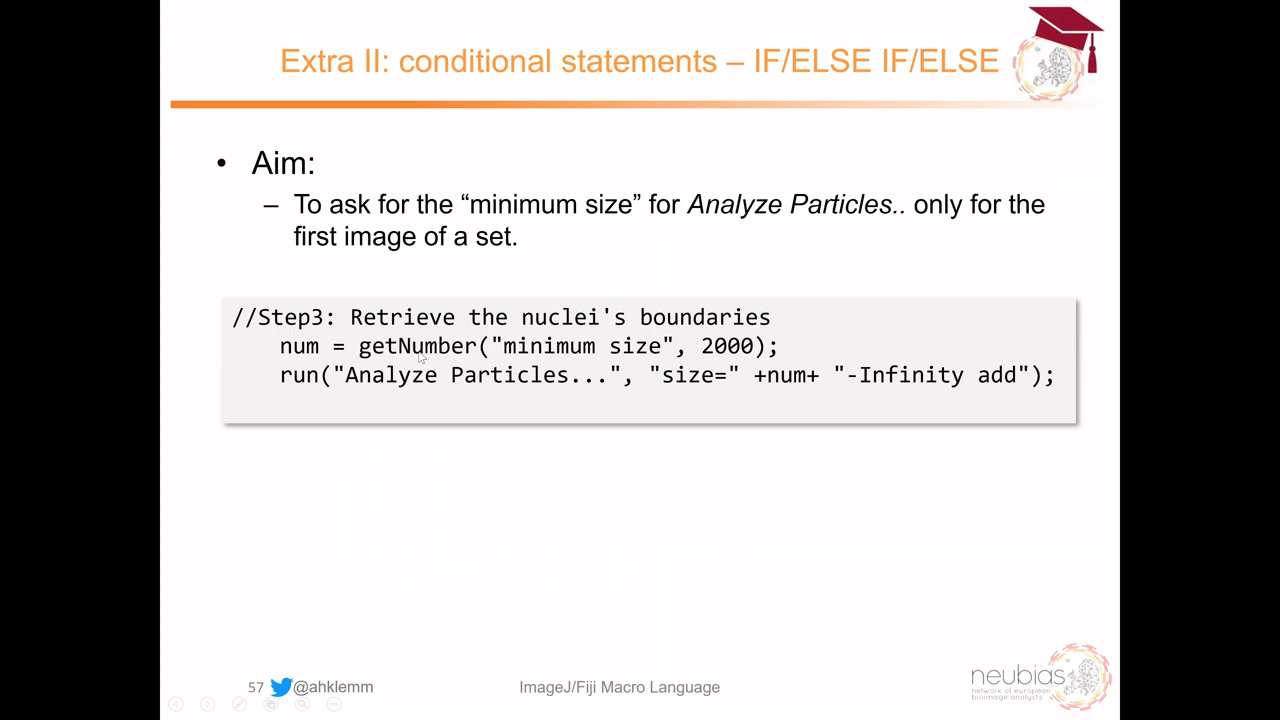 Extra II: conditional statements – IF/ELSE IF/ELSE
• Aim:
– To ask for the “minimum size” for Analyze Particles.. only for the
first image of a set.
//Step3: Retrieve the nuclei's boundaries
num = getNumber("minimum size", 2000);
run("Analyze Particles...", "size=" +num+ "-Infinity add");
57 @ahklemm
ImageJ/Fiji Macro Language
neubias
network of european
bioimage analysts